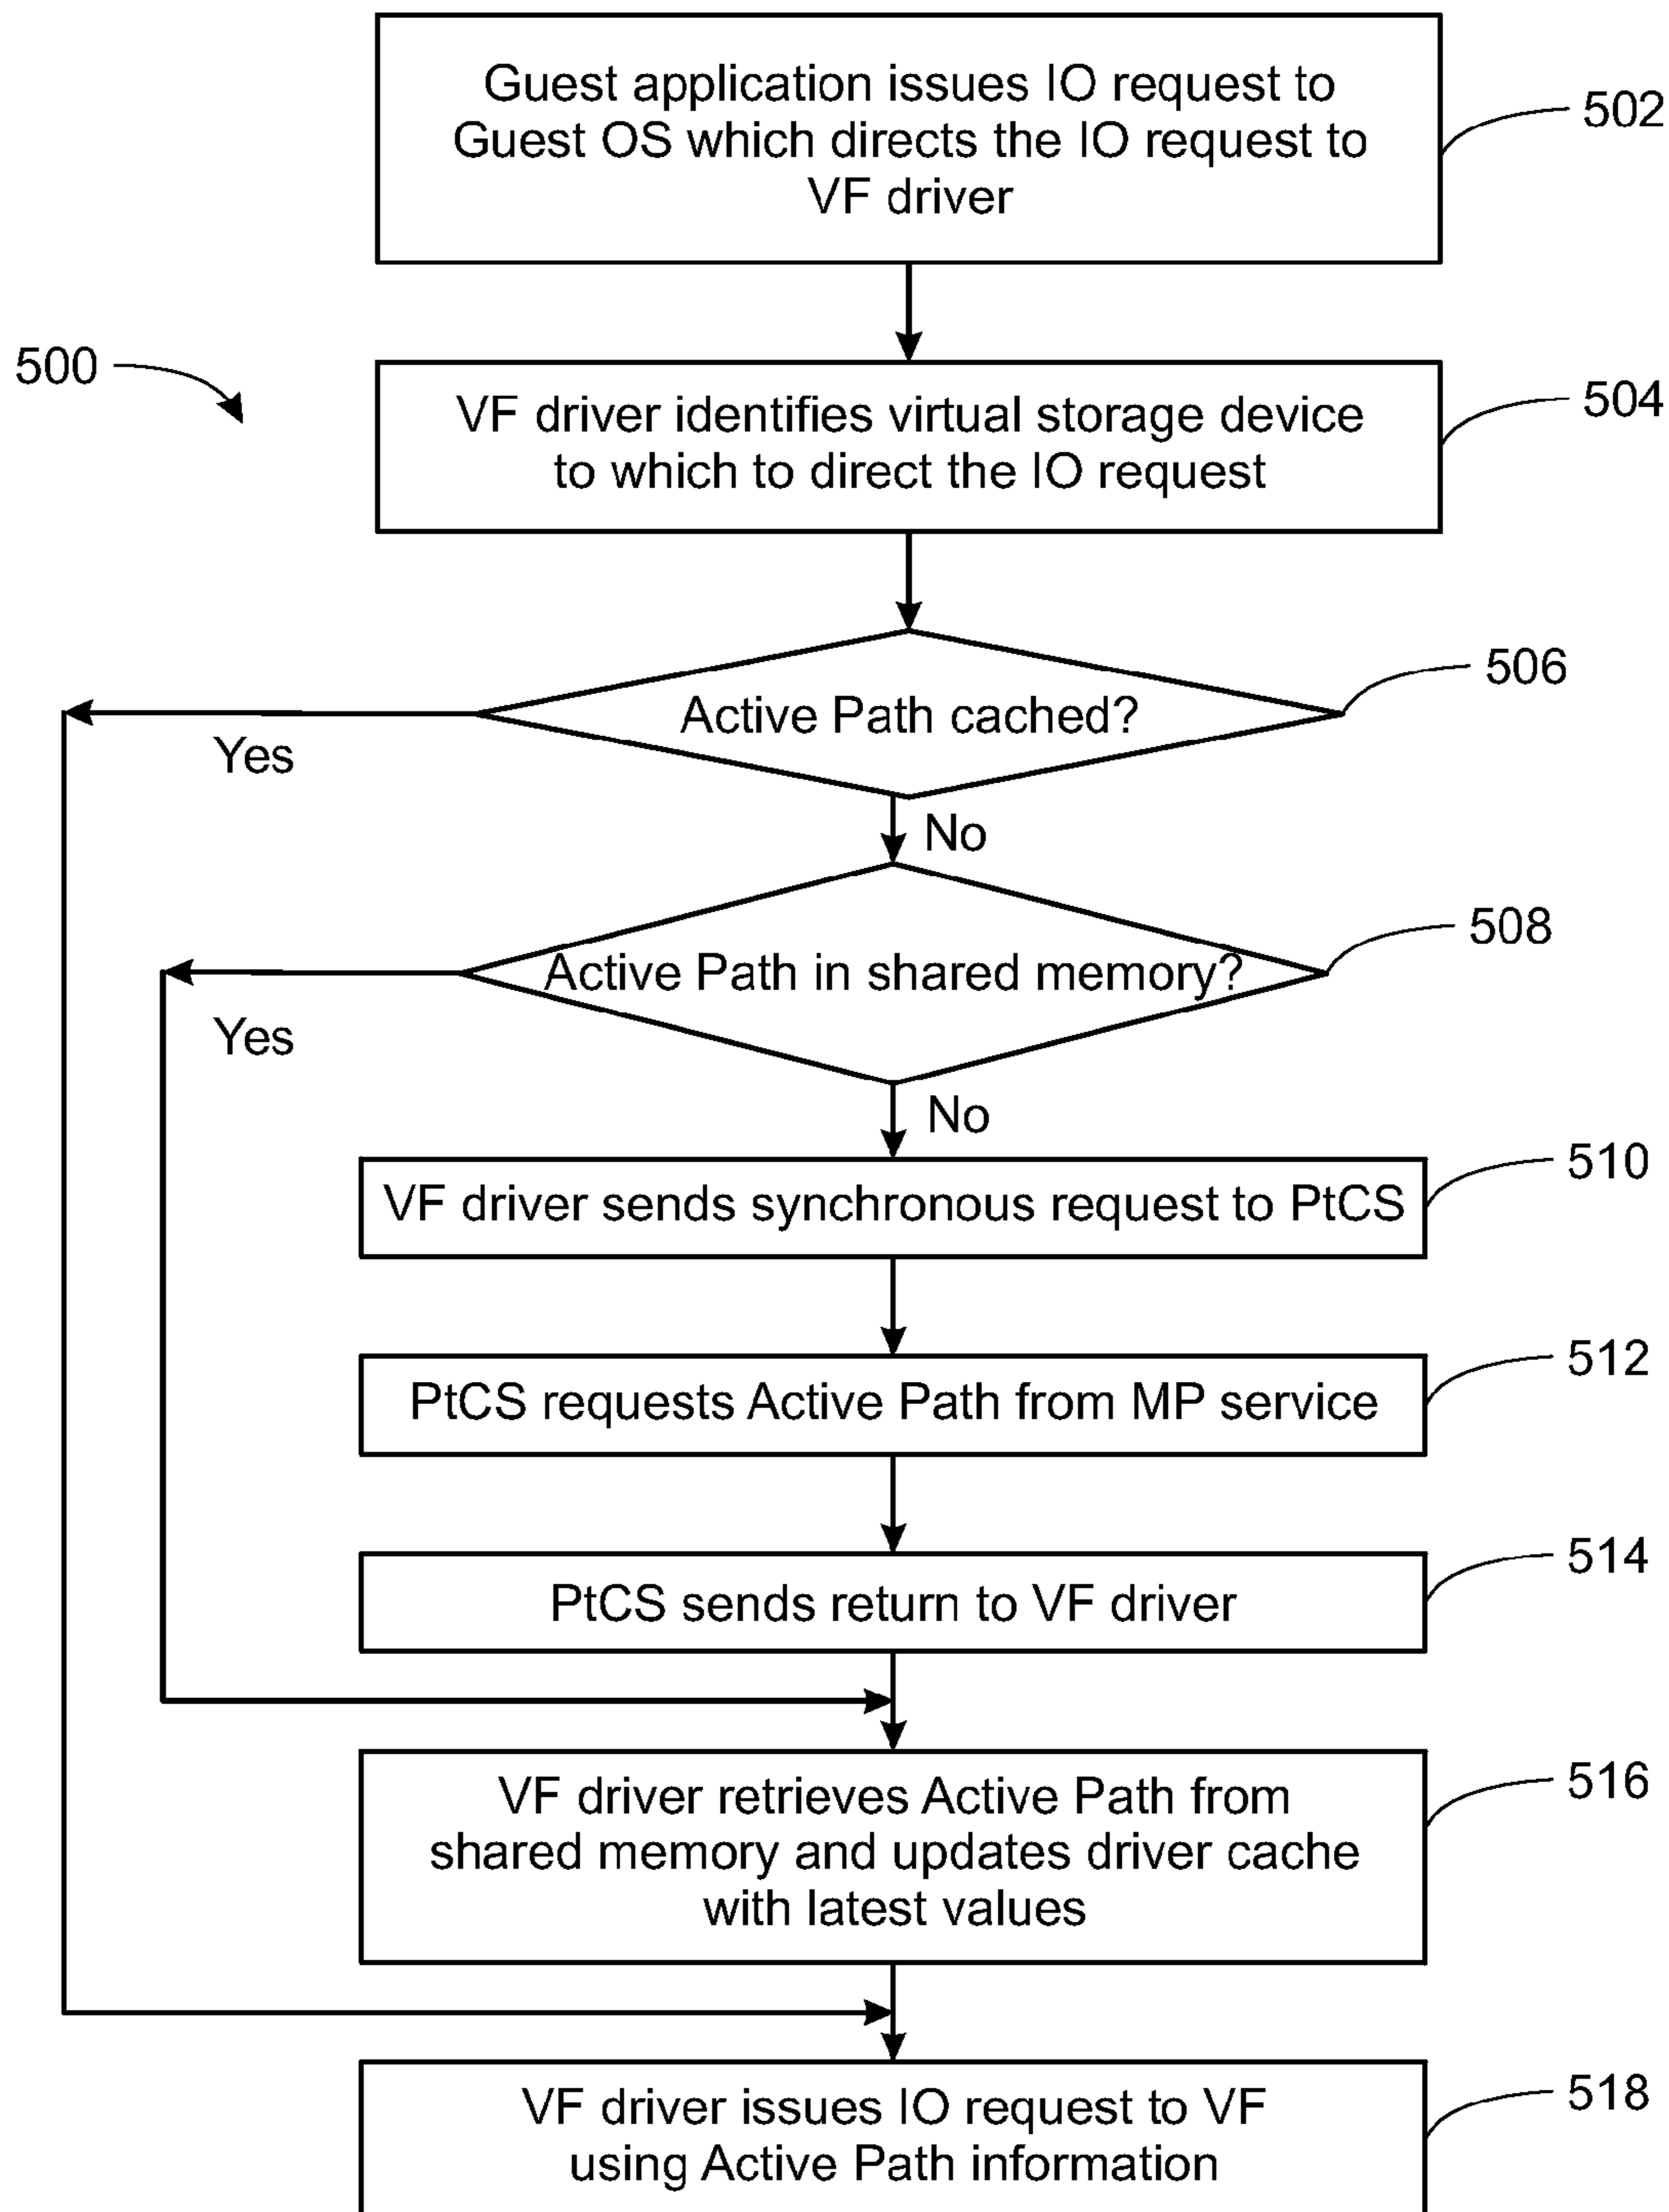 Guest application issues IO request to
Guest OS which directs the IO request to
VF driver
502
500
VF driver identifies virtual storage device
to which to direct the IO request
504
Active Path cached?
506
Yes
No
Active Path in shared memory?
508
Yes
No
VF driver sends synchronous request to PtCS
510
PtCS requests Active Path from MP service
512
PtCS sends return to VF driver
514
VF driver retrieves Active Path from
shared memory and updates driver cache
with latest values
516
VF driver issues IO request to VF
using Active Path information
518